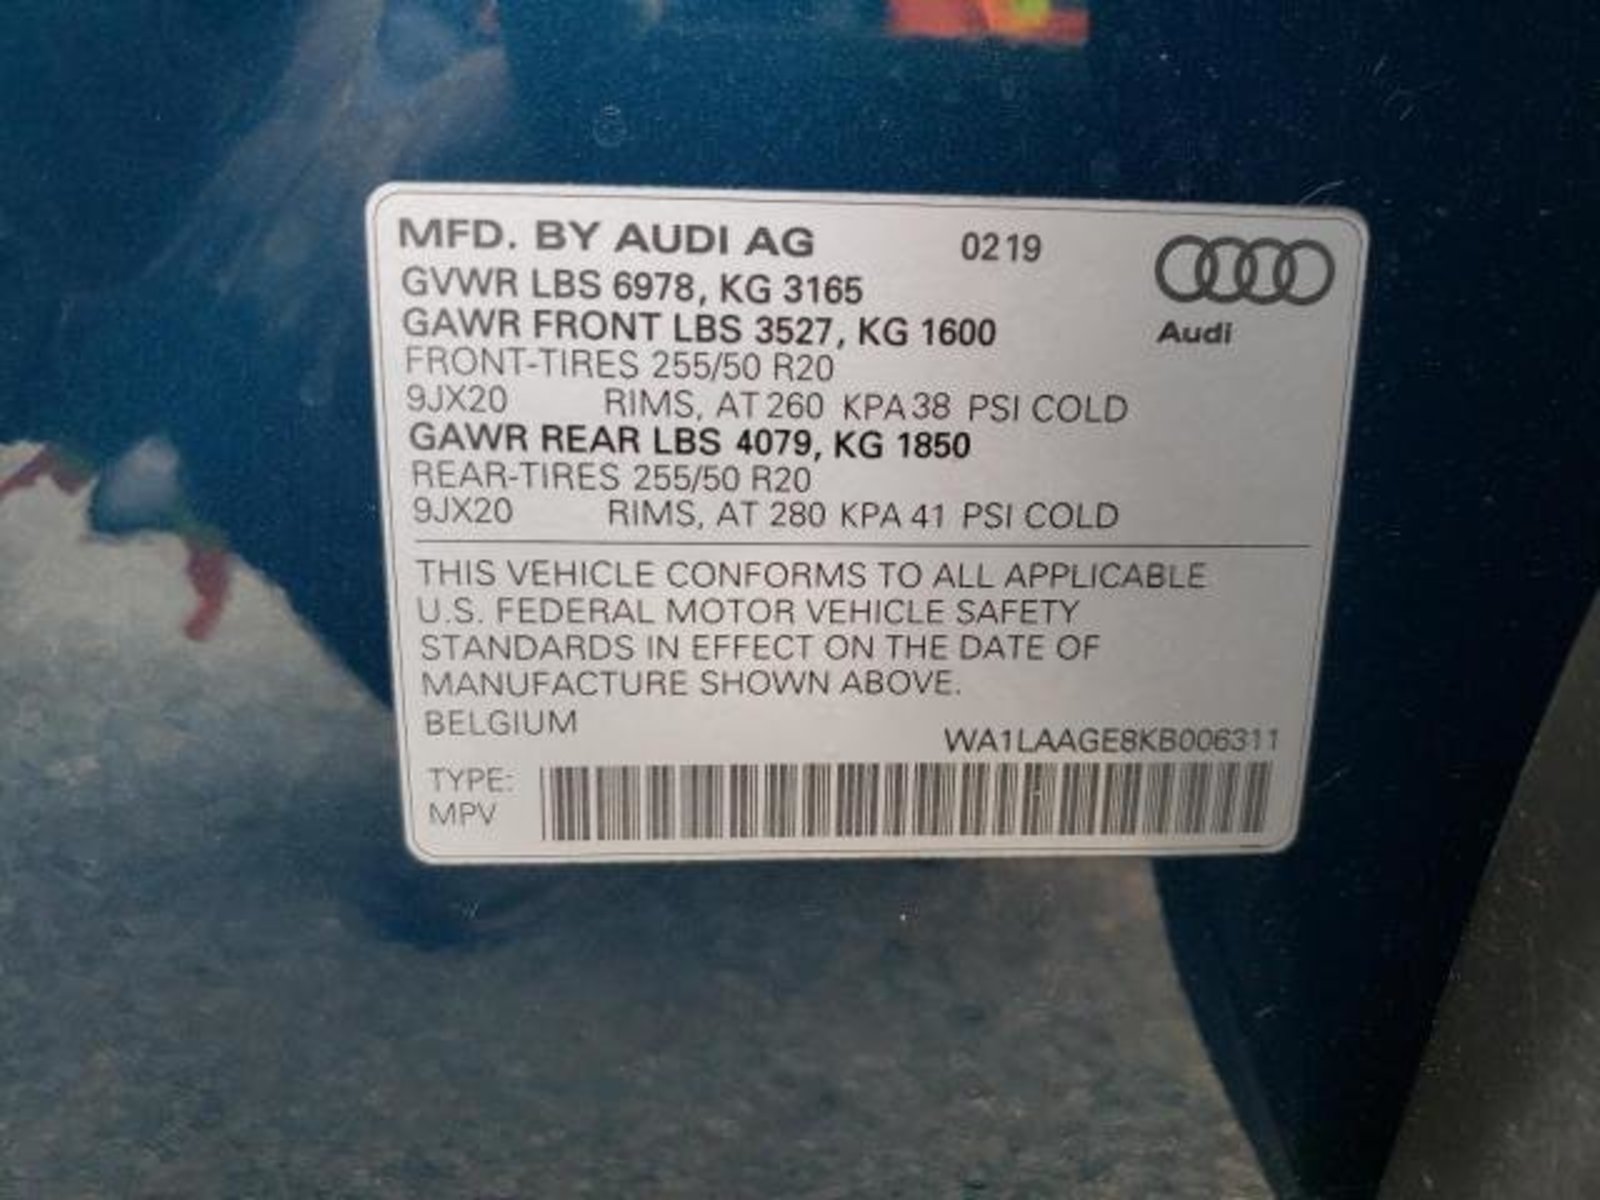 MFD. BY AUDI AG 0219
GVWR LBS 6978, KG 3165
GAWR FRONT LBS 3527, KG 1600
Audi
FRONT-TIRES 255/50 R20
9JX20 RIMS, AT 260 KPA 38 PSI COLD
GAWR REAR LBS 4079, KG 1850
REAR-TIRES 255/50 R20
9JX20 RIMS, AT 280 KPA 41 PSI COLD
THIS VEHICLE CONFORMS TO ALL APPLICABLE
U.S. FEDERAL MOTOR VEHICLE SAFETY
STANDARDS IN EFFECT ON THE DATE OF
MANUFACTURE SHOWN ABOVE.
BELGIUM
WA1LAAGE8KB006311
TYPE:
MPV